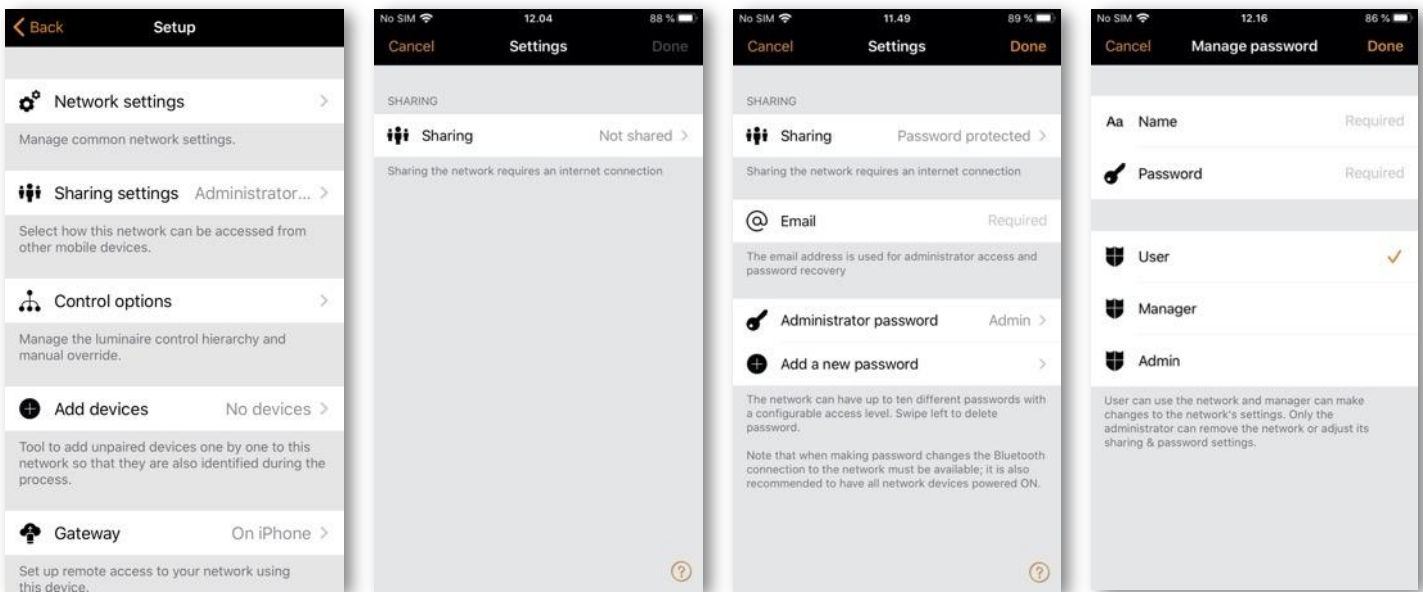 Back Setup
Network settings
Manage common network settings.
Sharing settings Administrator...
Select how this network can be accessed from
other mobile devices.
Control options
Manage the luminaire control hierarchy and
manual override.
Add devices No devices
Tool to add unpaired devices one by one to this
network so that they are also identified during the
process.
Gateway On iPhone
Set up remote access to your network using
this device.
No SIM 12.04 88 %
Cancel Settings Done
SHARING
Sharing Not shared
Sharing the network requires an internet connection
No SIM 11.49 89 %
Cancel Settings Done
SHARING
Sharing Password protected
Sharing the network requires an internet connection
@ Email Required
The email address is used for administrator access and
password recovery
Administrator password Admin
Add a new password
The network can have up to ten different passwords with
a configurable access level. Swipe left to delete
password.
Note that when making password changes the Bluetooth
connection to the network must be available; it is also
recommended to have all network devices powered ON.
No SIM 12.16 86 %
Cancel Manage password Done
Aa Name Required
Password Required
User
Manager
Admin
User can use the network and manager can make
changes to the network's settings. Only the
administrator can remove the network or adjust its
sharing & password settings.